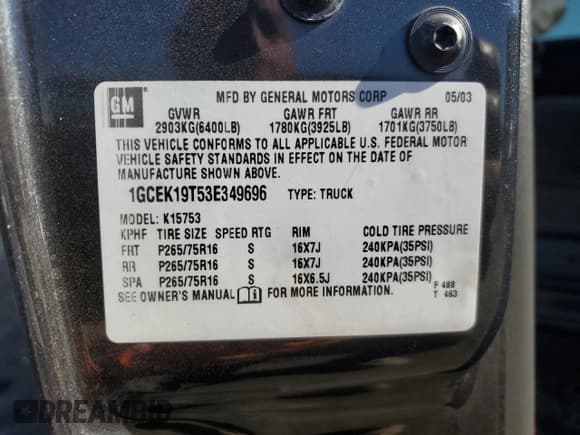 GM
MFD BY GENERAL MOTORS CORP 05/03
GVWR GAWR FRT GAWR RR
2903KG(6400LB) 1780KG(3925LB) 1701KG(3750LB)
THIS VEHICLE CONFORMS TO ALL APPLICABLE U.S. FEDERAL MOTOR
VEHICLE SAFETY STANDARDS IN EFFECT ON THE DATE OF
MANUFACTURE SHOWN ABOVE.
1GCEK19T53E349696 TYPE: TRUCK
MODEL: K15753
KPHF TIRE SIZE SPEED RTG RIM COLD TIRE PRESSURE
FRT P265/75R16 S 16X7J 240KPA(35PSI)
RR P265/75R16 S 16X7J 240KPA(35PSI)
SPA P265/75R16 S 16X6.5J 240KPA(35PSI)
SEE OWNER'S MANUAL FOR MORE INFORMATION.
F 488
T 463
DREAMBID